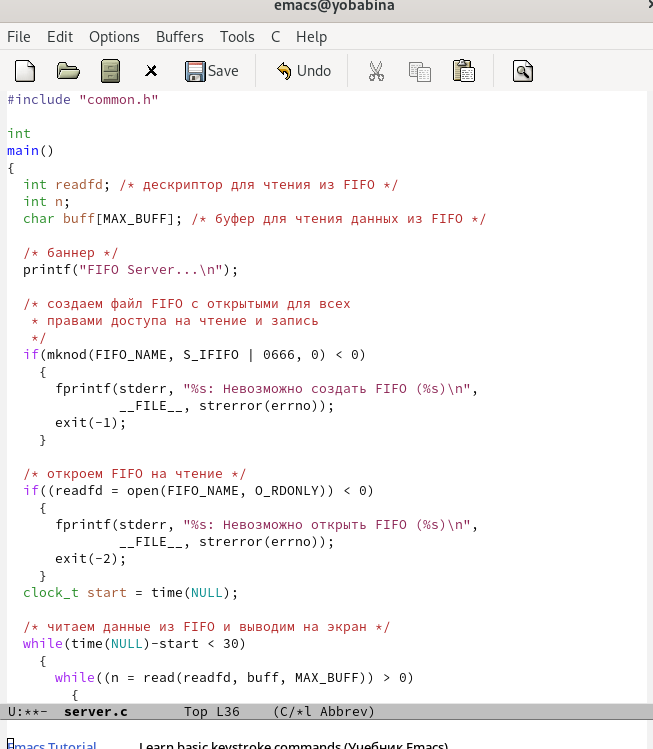 emacs@yobabina
File Edit Options Buffers Tools C Help
Save Undo
#include "common.h"
int
main()
{
int readfd; /* дескриптор для чтения из FIFO */
int n;
char buff[MAX_BUFF]; /* буфер для чтения данных из FIFO */
/* баннер */
printf("FIFO Server...\n");
/* создаем файл FIFO с открытыми для всех
* правами доступа на чтение и запись
*/
if(mknod(FIFO_NAME, S_IFIFO | 0666, 0) < 0)
{
fprintf(stderr, "%s: Невозможно создать FIFO (%s)\n",
__FILE__, strerror(errno));
exit(-1);
}
/* откроем FIFO на чтение */
if((readfd = open(FIFO_NAME, O_RDONLY)) < 0)
{
fprintf(stderr, "%s: Невозможно открыть FIFO (%s)\n",
__FILE__, strerror(errno));
exit(-2);
}
clock_t start = time(NULL);
/* читаем данные из FIFO и выводим на экран */
while(time(NULL)-start < 30)
{
while((n = read(readfd, buff, MAX_BUFF)) > 0)
{
U:**- server.c Top L36 (C/*l Abbrev)
Emacs Tutorial Learn basic keystroke commands (Учебник Emacs)